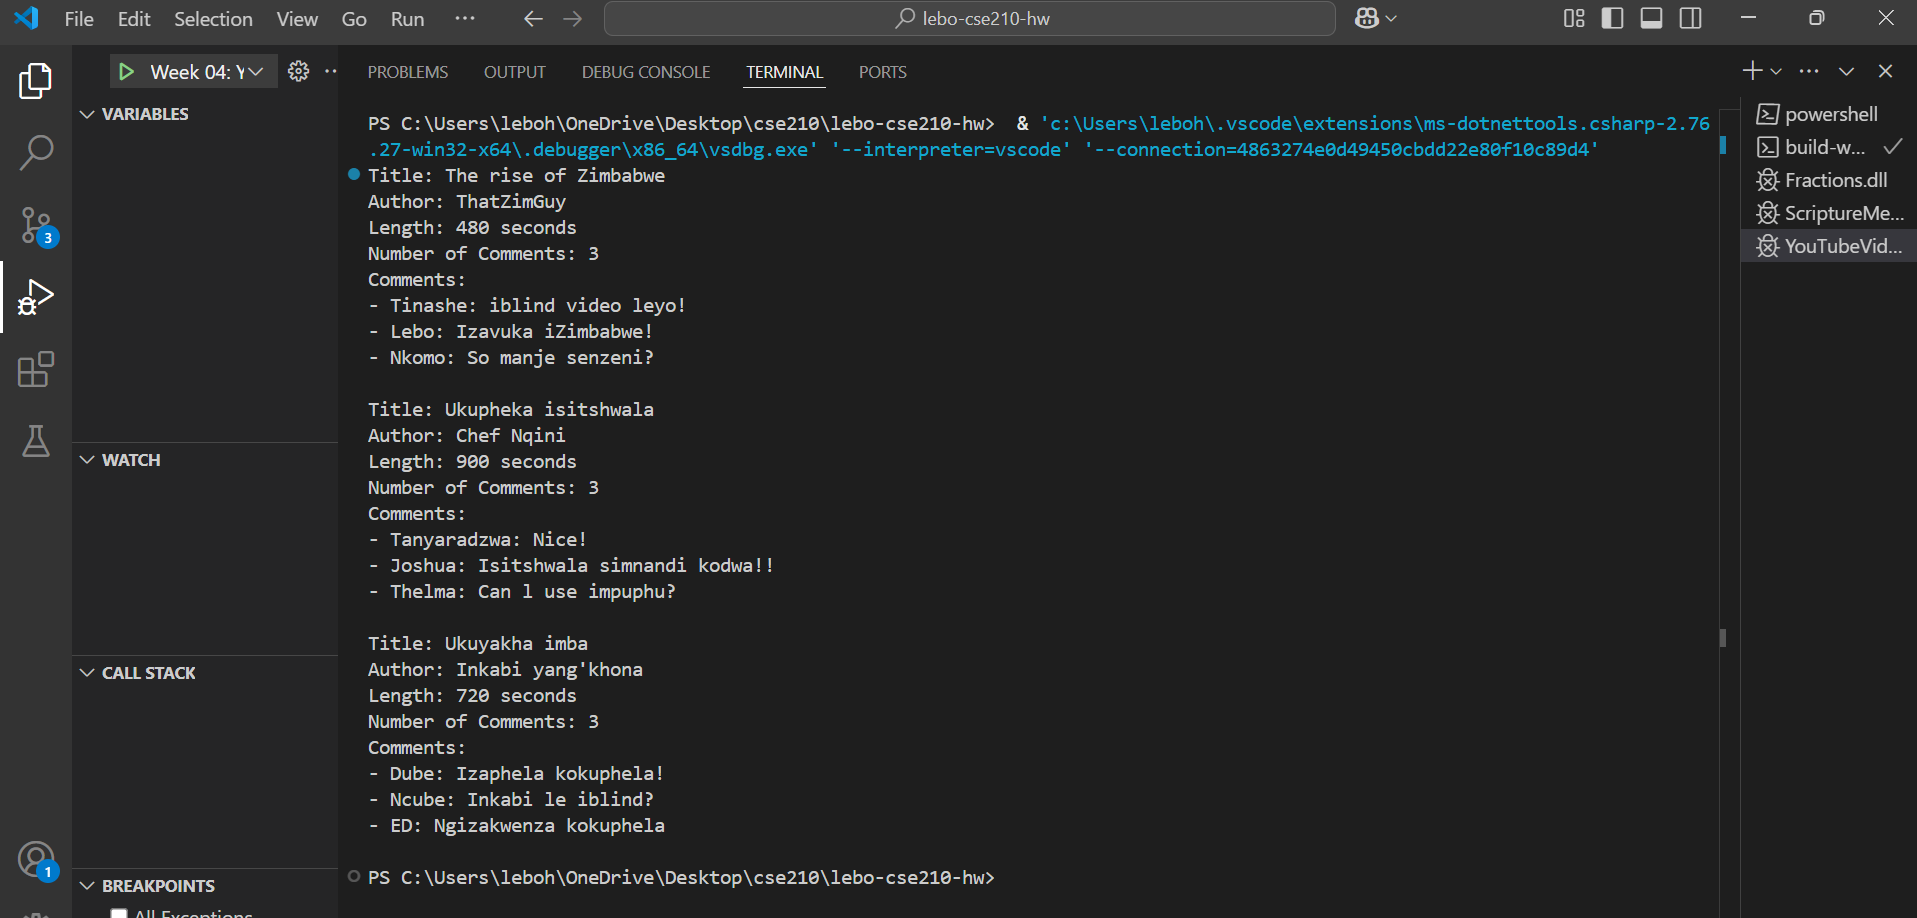 File Edit Selection View Go Run ··· lebo-cse210-hw
Week 04: Y
VARIABLES
WATCH
CALL STACK
BREAKPOINTS
All Exceptions
3
1
PROBLEMS OUTPUT DEBUG CONSOLE TERMINAL PORTS
PS C:\Users\leboh\OneDrive\Desktop\cse210\lebo-cse210-hw> & 'c:\Users\leboh\.vscode\extensions\ms-dotnettools.csharp-2.76
.27-win32-x64\.debugger\x86_64\vsdbg.exe' '--interpreter=vscode' '--connection=4863274e0d49450cbdd22e80f10c89d4'
Title: The rise of Zimbabwe
Author: ThatZimGuy
Length: 480 seconds
Number of Comments: 3
Comments:
- Tinashe: iblind video leyo!
- Lebo: Izavuka iZimbabwe!
- Nkomo: So manje senzeni?
Title: Ukupheka isitshwala
Author: Chef Nqini
Length: 900 seconds
Number of Comments: 3
Comments:
- Tanyaradzwa: Nice!
- Joshua: Isitshwala simnandi kodwa!!
- Thelma: Can l use impuphu?
Title: Ukuyakha imba
Author: Inkabi yang'khona
Length: 720 seconds
Number of Comments: 3
Comments:
- Dube: Izaphela kokuphela!
- Ncube: Inkabi le iblind?
- ED: Ngizakwenza kokuphela
PS C:\Users\leboh\OneDrive\Desktop\cse210\lebo-cse210-hw>
powershell
build-w...
Fractions.dll
ScriptureMe...
YouTubeVid...